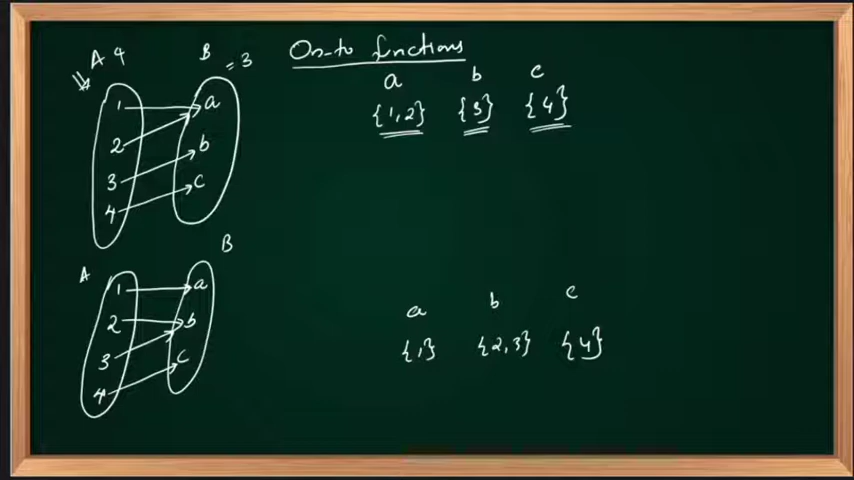 On-to functions
A 4
B = 3
1 a
2
3 b
4 c
a b c
{1,2} {3} {4}
A B
1 a
2 b
3 c
4
a b c
{1} {2,3} {4}